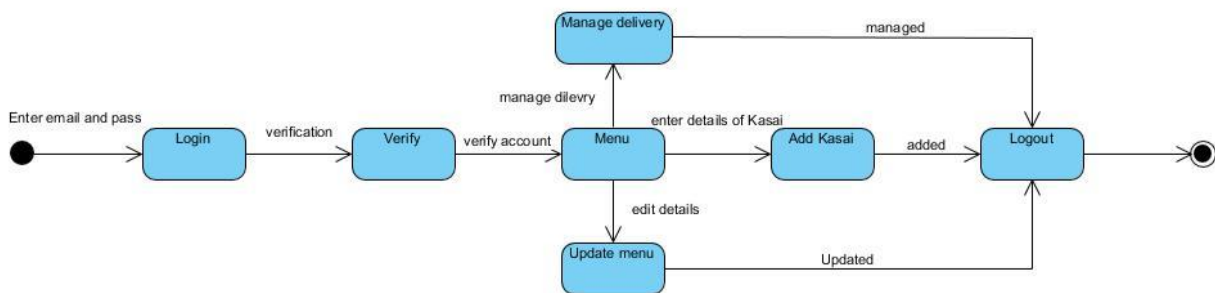 Manage delivery
managed
manage dilevry
Enter email and pass
Login
verification
Verify
verify account
Menu
enter details of Kasai
Add Kasai
added
Logout
edit details
Update menu
Updated